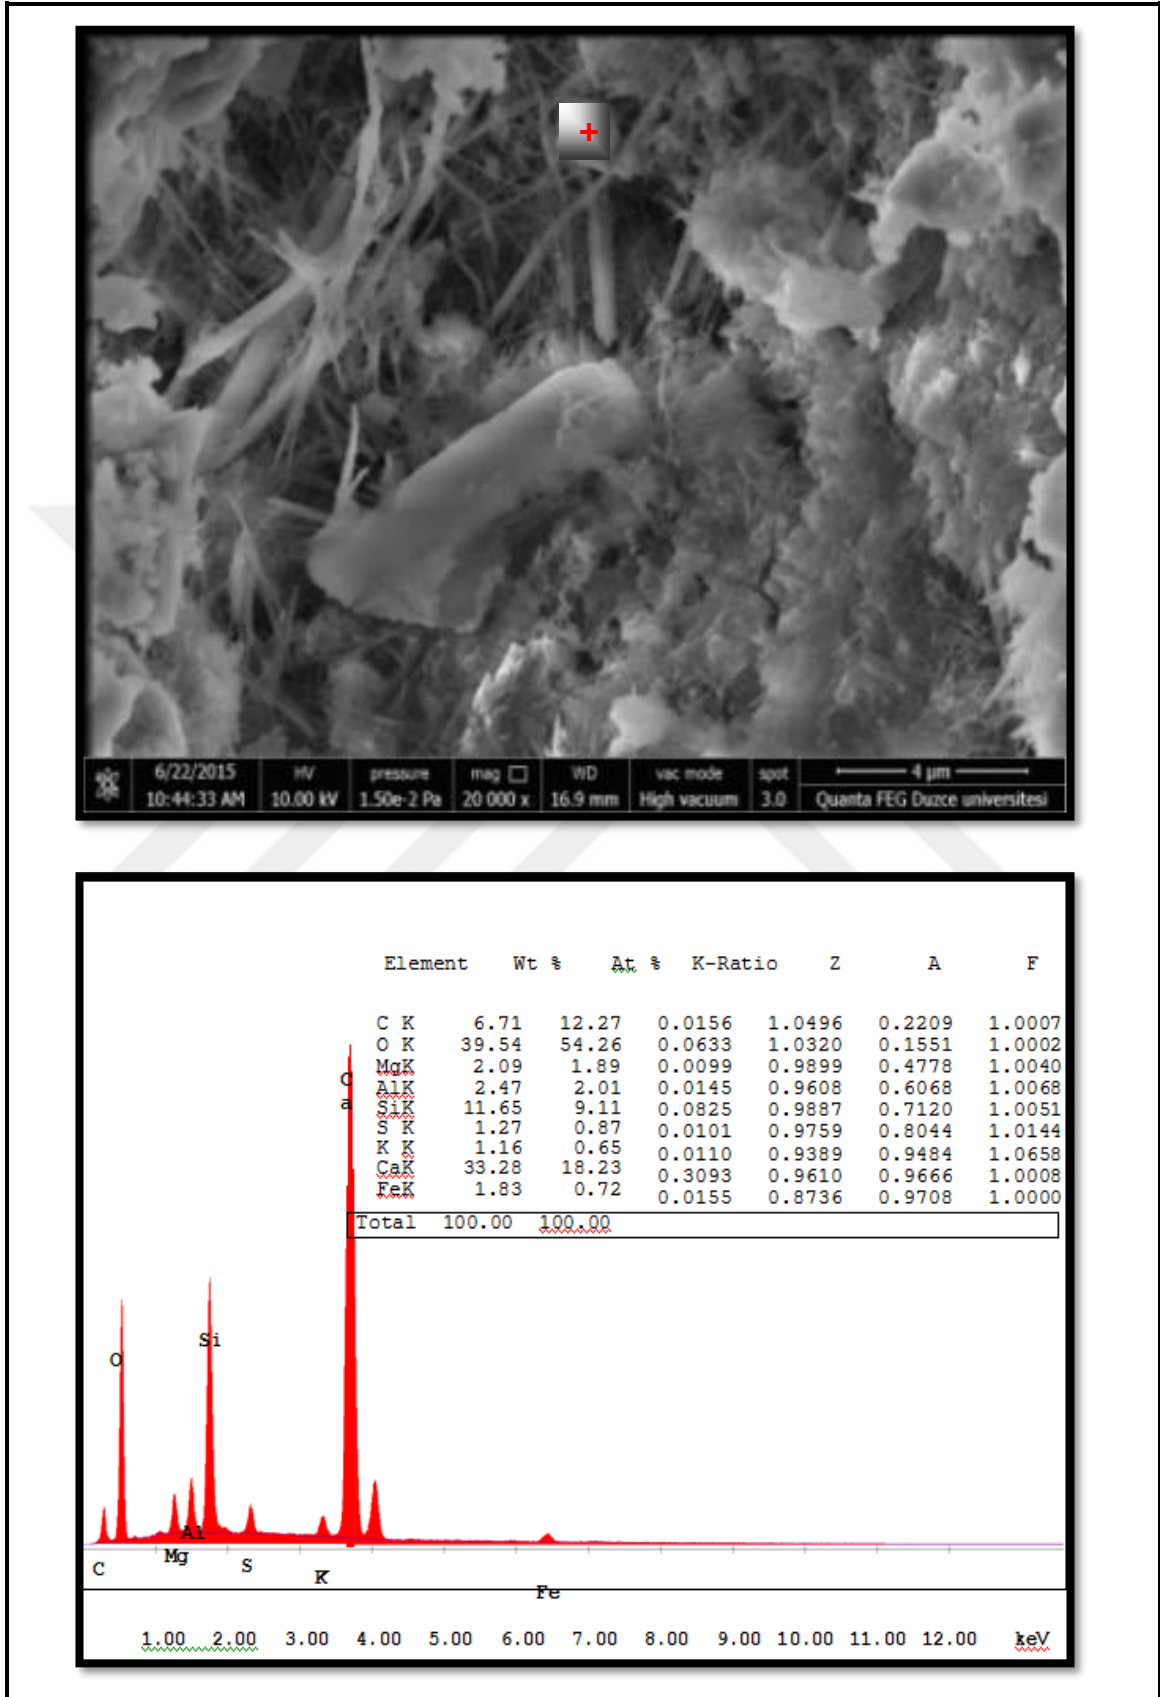 6/22/2015 HV pressure mag WD vac mode spot 4 µm
10:44:33 AM 10.00 kV 1.50e-2 Pa 20 000 x 16.9 mm High vacuum 3.0 Quanta FEG Duzce universitesi
Element Wt % At % K-Ratio Z A F
C K 6.71 12.27 0.0156 1.0496 0.2209 1.0007
O K 39.54 54.26 0.0633 1.0320 0.1551 1.0002
MgK 2.09 1.89 0.0099 0.9899 0.4778 1.0040
AlK 2.47 2.01 0.0145 0.9608 0.6068 1.0068
SiK 11.65 9.11 0.0825 0.9887 0.7120 1.0051
S K 1.27 0.87 0.0101 0.9759 0.8044 1.0144
K K 1.16 0.65 0.0110 0.9389 0.9484 1.0658
CaK 33.28 18.23 0.3093 0.9610 0.9666 1.0008
FeK 1.83 0.72 0.0155 0.8736 0.9708 1.0000
Total 100.00 100.00
Ca
Si
O
Al
Mg
C
S
K
Fe
1.00 2.00 3.00 4.00 5.00 6.00 7.00 8.00 9.00 10.00 11.00 12.00 keV